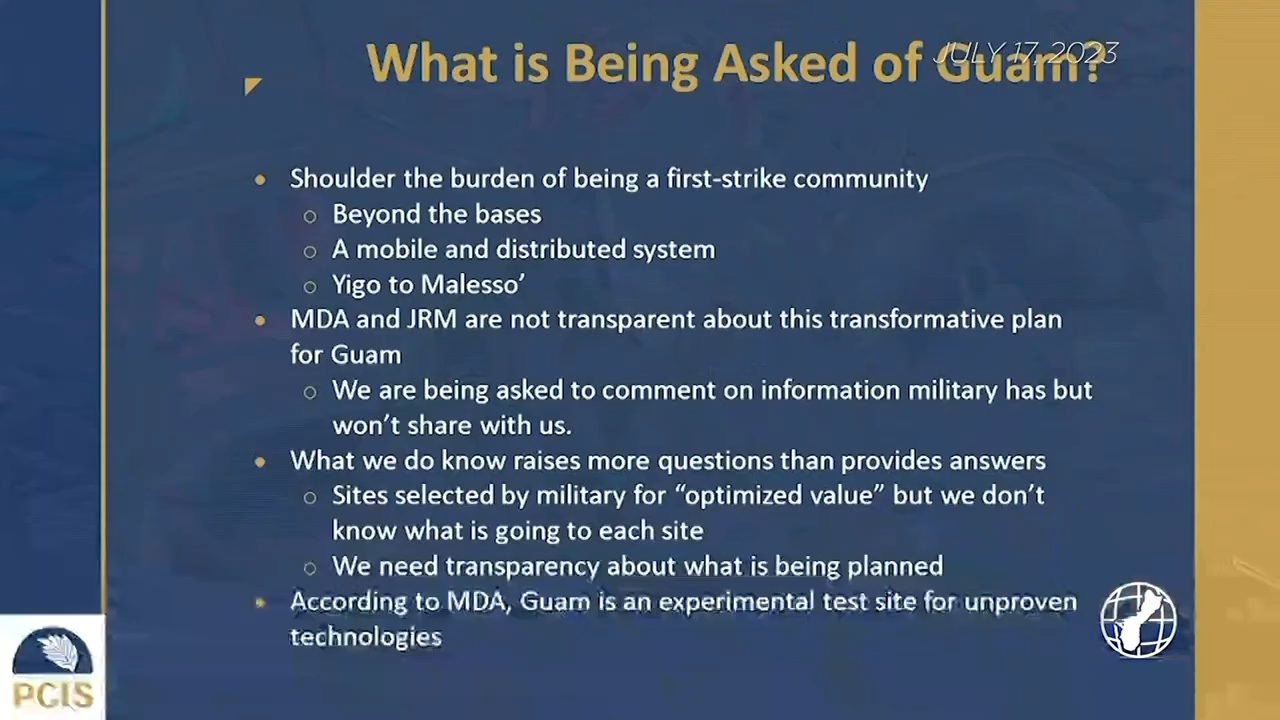 What is Being Asked of Guam?
JULY 17, 2023
• Shoulder the burden of being a first-strike community
○ Beyond the bases
○ A mobile and distributed system
○ Yigo to Malesso’
• MDA and JRM are not transparent about this transformative plan
for Guam
○ We are being asked to comment on information military has but
won’t share with us.
• What we do know raises more questions than provides answers
○ Sites selected by military for “optimized value” but we don’t
know what is going to each site
○ We need transparency about what is being planned
• According to MDA, Guam is an experimental test site for unproven
technologies
PCIS